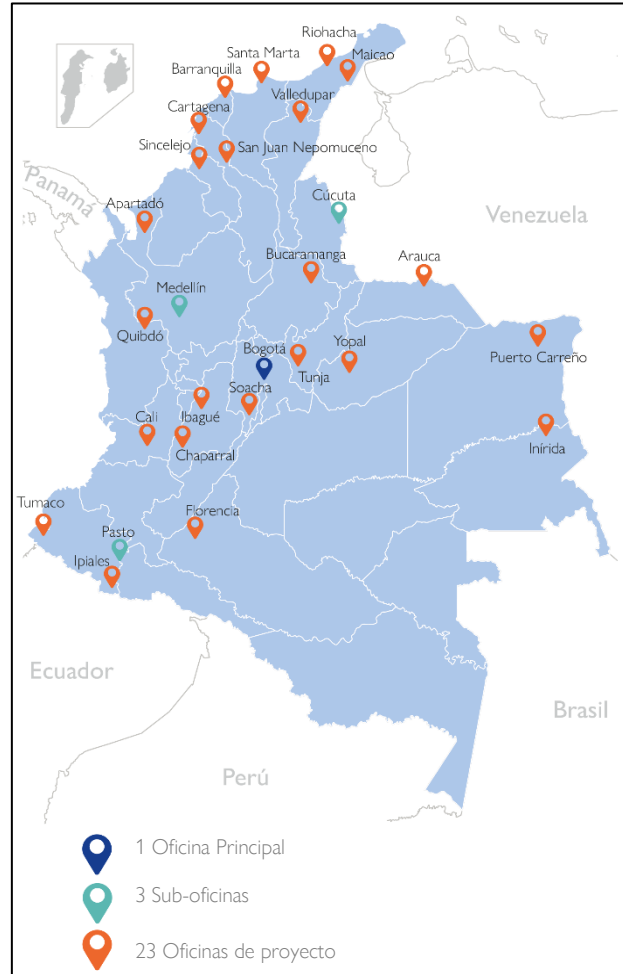 Riohacha
Santa Marta
Maicao
Barranquilla
Valledupar
Cartagena
Sincelejo
San Juan Nepomuceno
Panamá
Cúcuta
Apartadó
Venezuela
Bucaramanga
Arauca
Medellín
Quibdó
Bogotá
Yopal
Puerto Carreño
Tunja
Soacha
Ibagué
Cali
Chaparral
Inírida
Tumaco
Florencia
Pasto
Ipiales
Ecuador
Brasil
Perú
1 Oficina Principal
3 Sub-oficinas
23 Oficinas de proyecto